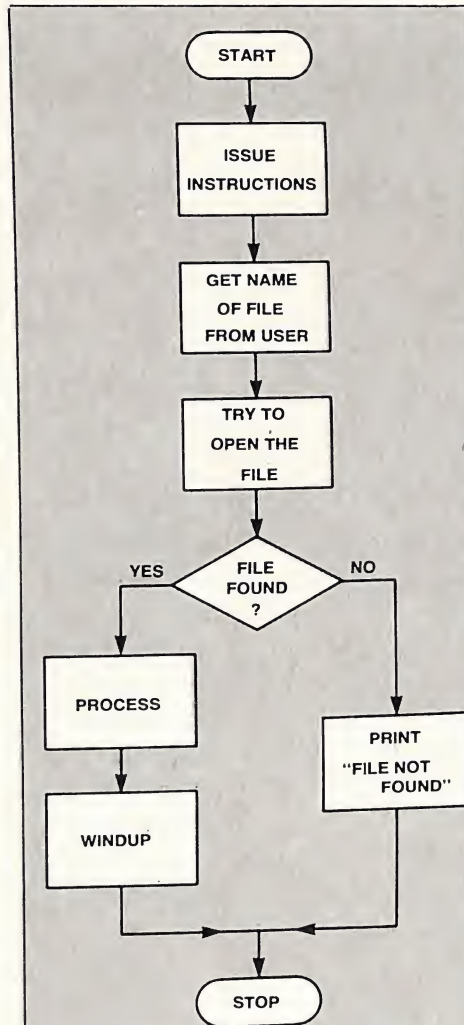 START
ISSUE
INSTRUCTIONS
GET NAME
OF FILE
FROM USER
TRY TO
OPEN THE
FILE
FILE
FOUND
?
YES
NO
PROCESS
WINDUP
PRINT
“FILE NOT
FOUND”
STOP